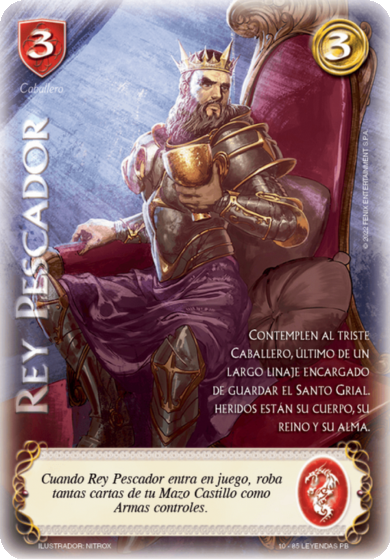 3
3
Caballero
REY PESCADOR
© 2022 FENIX ENTERTAINMENT S.P.A.
CONTEMPLEN AL TRISTE
CABALLERO, ÚLTIMO DE UN
LARGO LINAJE ENCARGADO
DE GUARDAR EL SANTO GRIAL.
HERIDOS ESTÁN SU CUERPO, SU
REINO Y SU ALMA.
Cuando Rey Pescador entra en juego, roba
tantas cartas de tu Mazo Castillo como
Armas controles.
ILUSTRADOR: NITROX
10 / 85 LEYENDAS PB